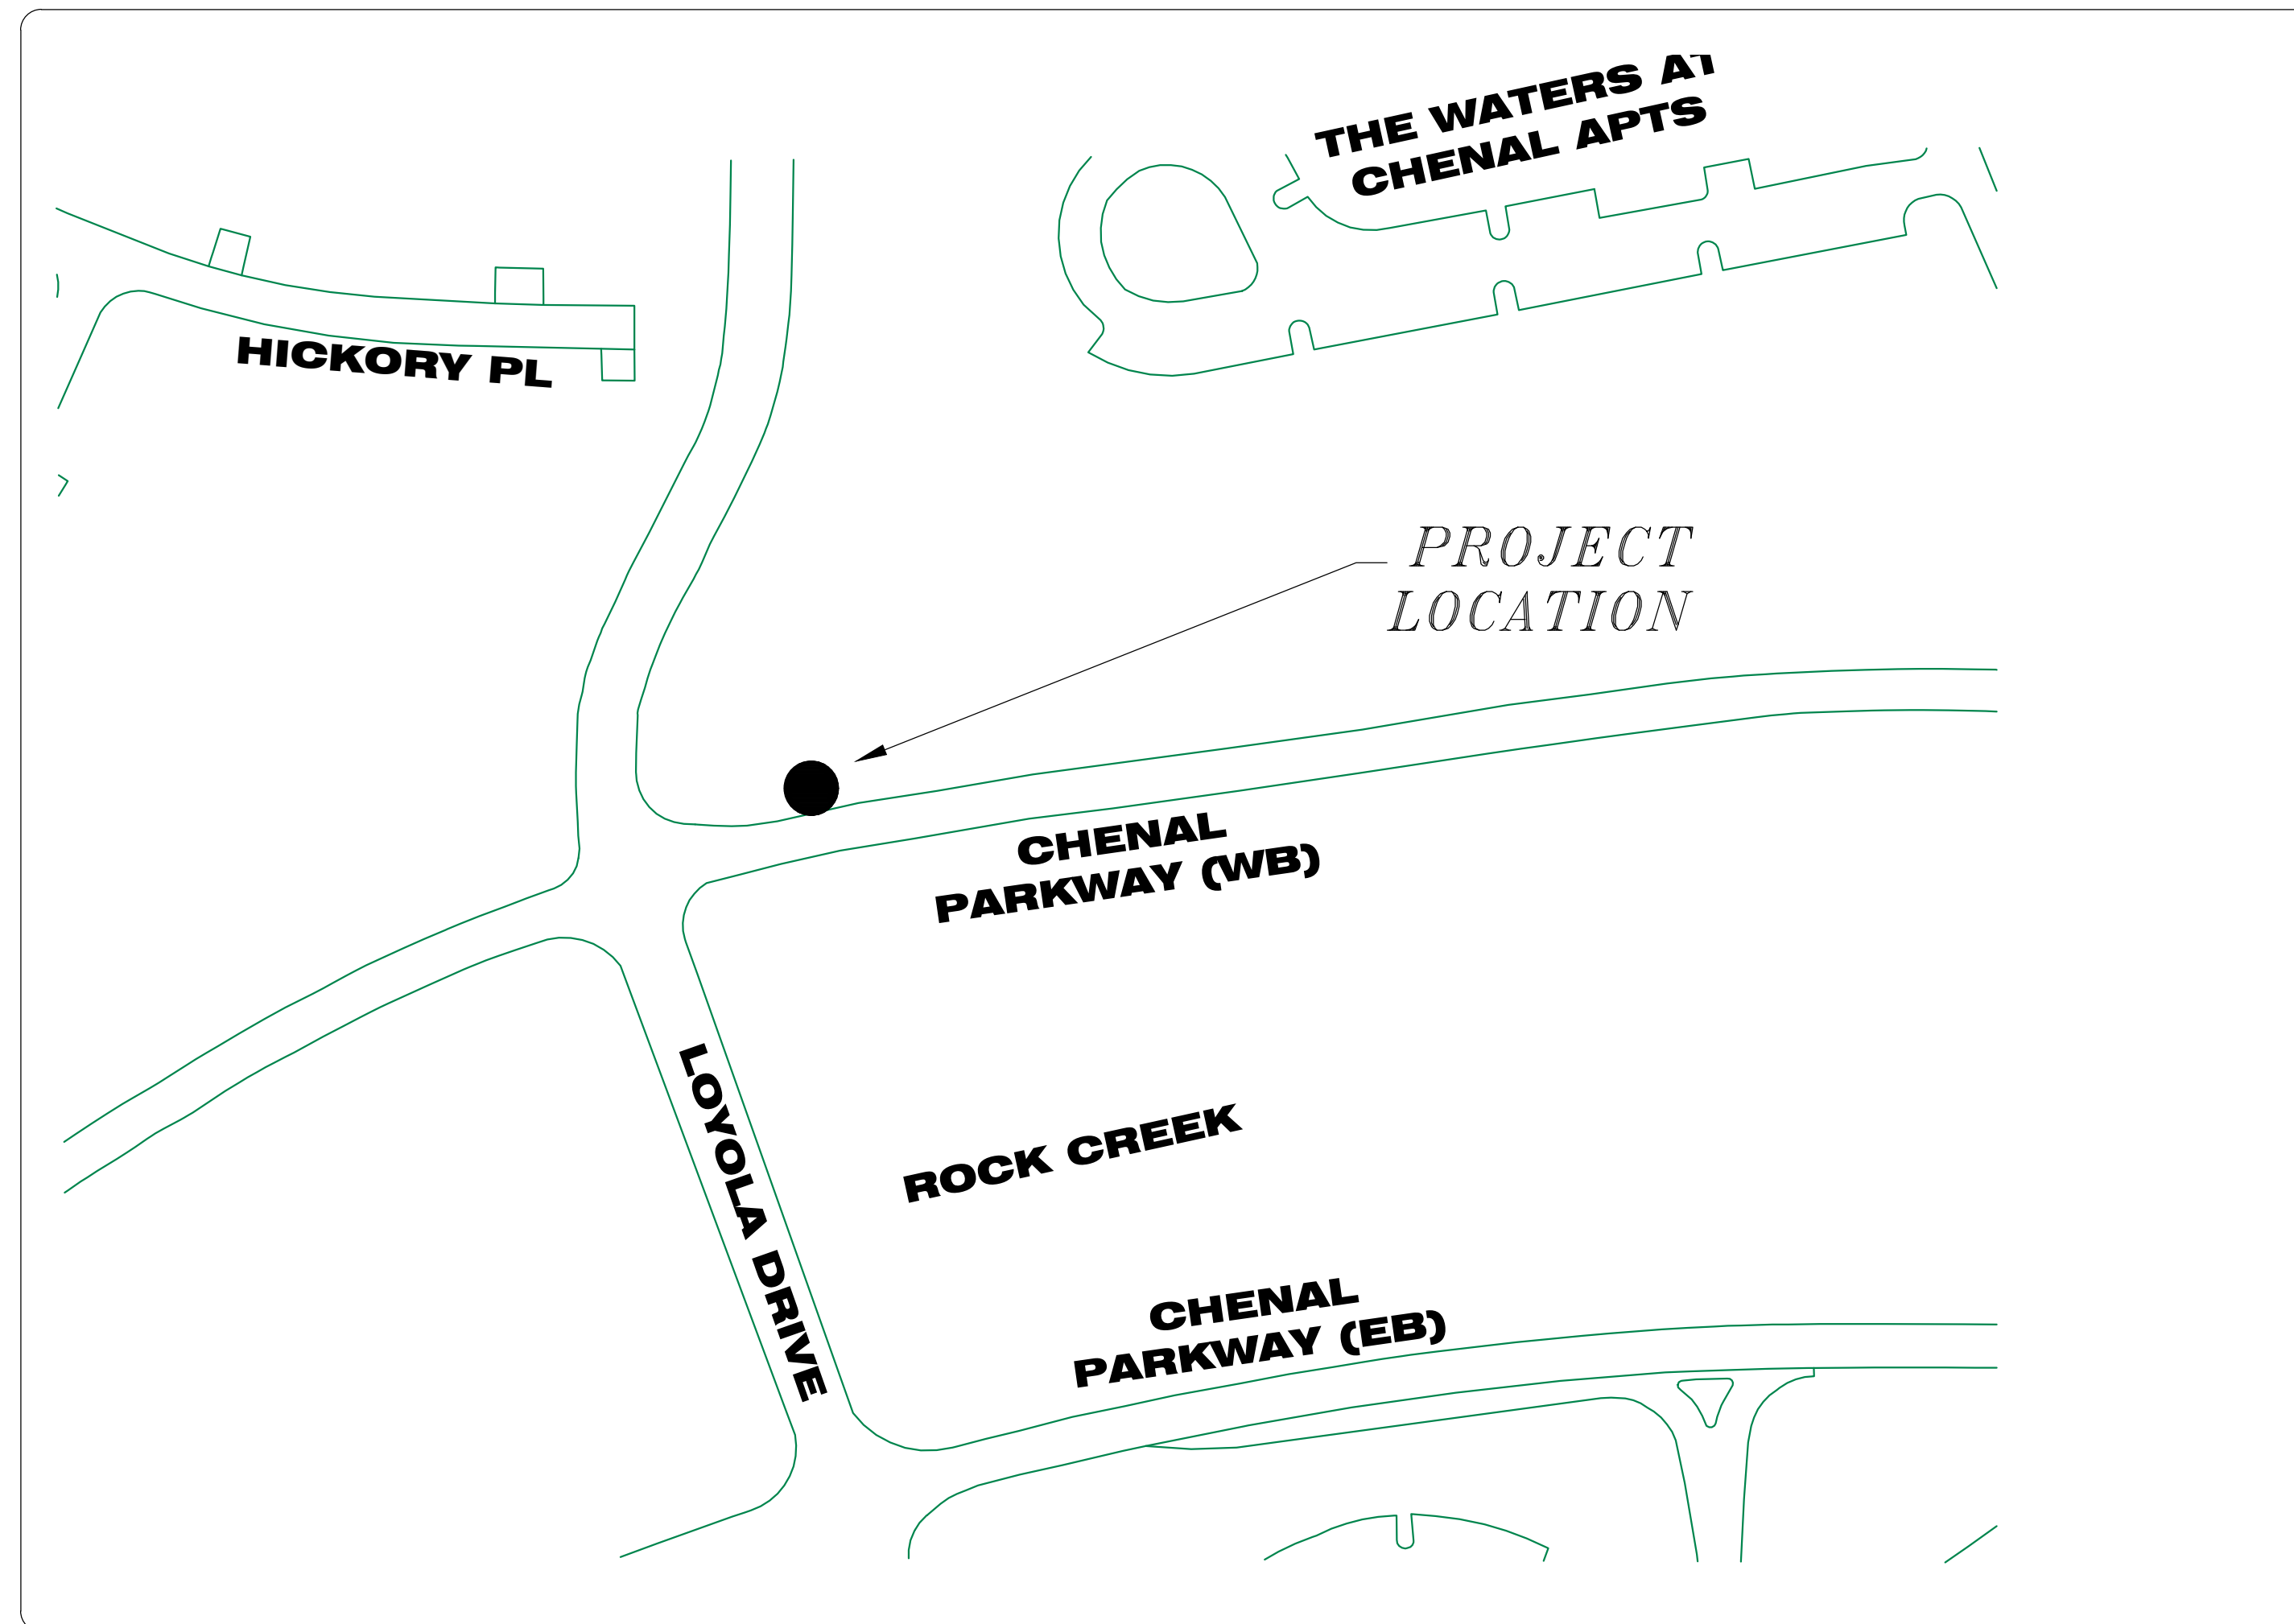 THE WATERS AT
CHENAL APTS
HICKORY PL
PROJECT
LOCATION
CHENAL
PARKWAY (WB)
LOYOLA DRIVE
ROCK CREEK
CHENAL
PARKWAY (EB)